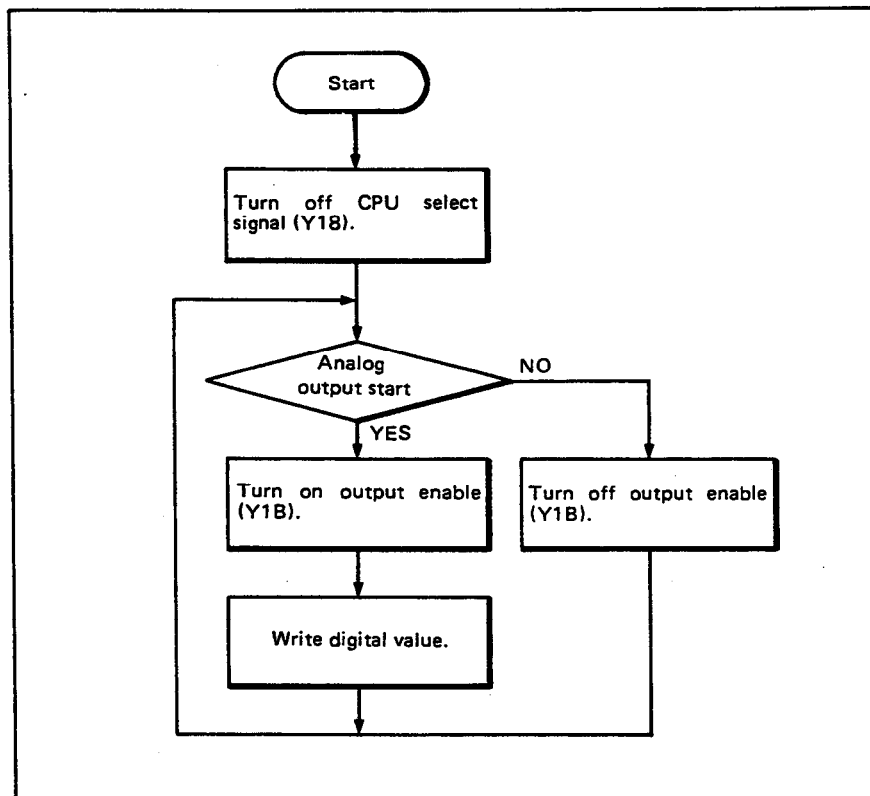 Start
Turn off CPU select
signal (Y18).
Analog
output start
NO
YES
Turn on output enable
(Y1B).
Turn off output enable
(Y1B).
Write digital value.